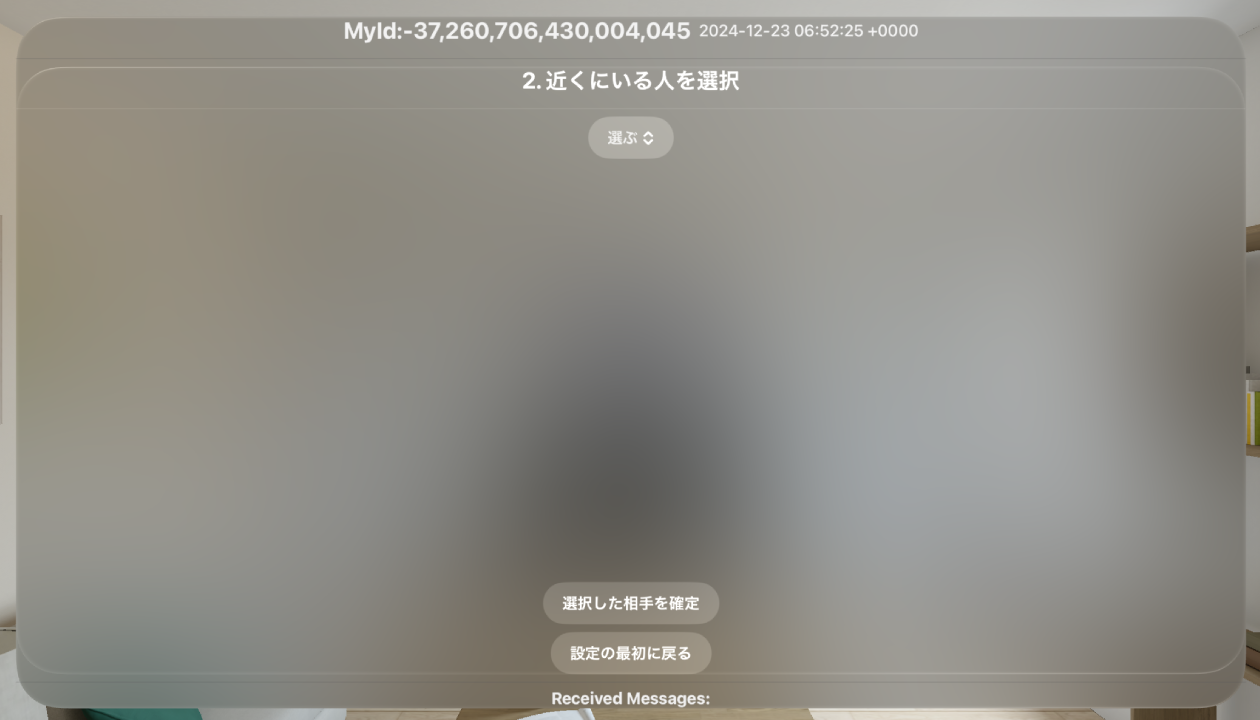 MyId:-37,260,706,430,004,045 2024-12-23 06:52:25 +0000
2. 近くにいる人を選択
選ぶ
選択した相手を確定
設定の最初に戻る
Received Messages: